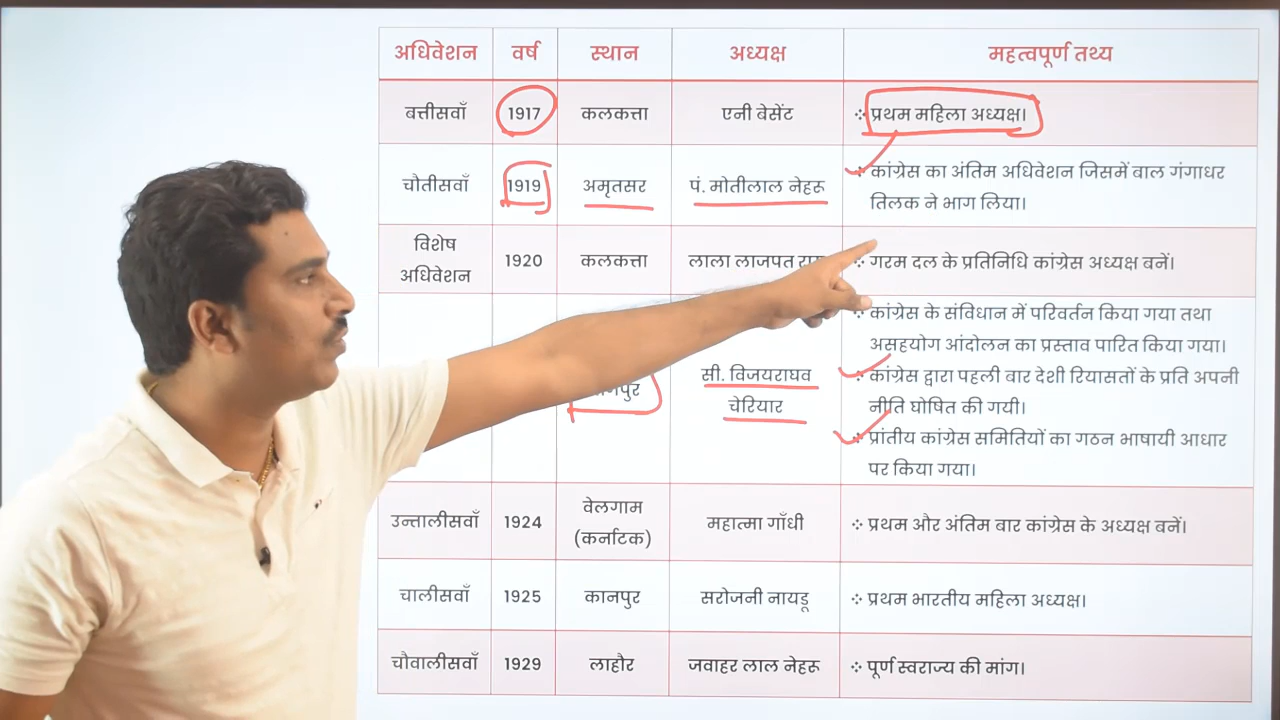 अधिवेशन वर्ष स्थान अध्यक्ष महत्वपूर्ण तथ्य
बत्तीसवाँ 1917 कलकत्ता एनी बेसेंट ❖ प्रथम महिला अध्यक्ष।
चौतीसवाँ 1919 अमृतसर पं. मोतीलाल नेहरू ❖ कांग्रेस का अंतिम अधिवेशन जिसमें बाल गंगाधर
तिलक ने भाग लिया।
विशेष
अधिवेशन 1920 कलकत्ता लाला लाजपत ❖ गरम दल के प्रतिनिधि कांग्रेस अध्यक्ष बनें।
❖ कांग्रेस के संविधान में परिवर्तन किया गया तथा
असहयोग आंदोलन का प्रस्ताव पारित किया गया।
सी. विजयराघव ❖ कांग्रेस द्वारा पहली बार देशी रियासतों के प्रति अपनी
चेरियार नीति घोषित की गयी।
❖ प्रांतीय कांग्रेस समितियों का गठन भाषायी आधार
पर किया गया।
उन्तालीसवाँ 1924 वेलगाम
(कर्नाटक) महात्मा गाँधी ❖ प्रथम और अंतिम बार कांग्रेस के अध्यक्ष बनें।
चालीसवाँ 1925 कानपुर सरोजनी नायडू ❖ प्रथम भारतीय महिला अध्यक्ष।
चौवालीसवाँ 1929 लाहौर जवाहर लाल नेहरू ❖ पूर्ण स्वराज्य की मांग।